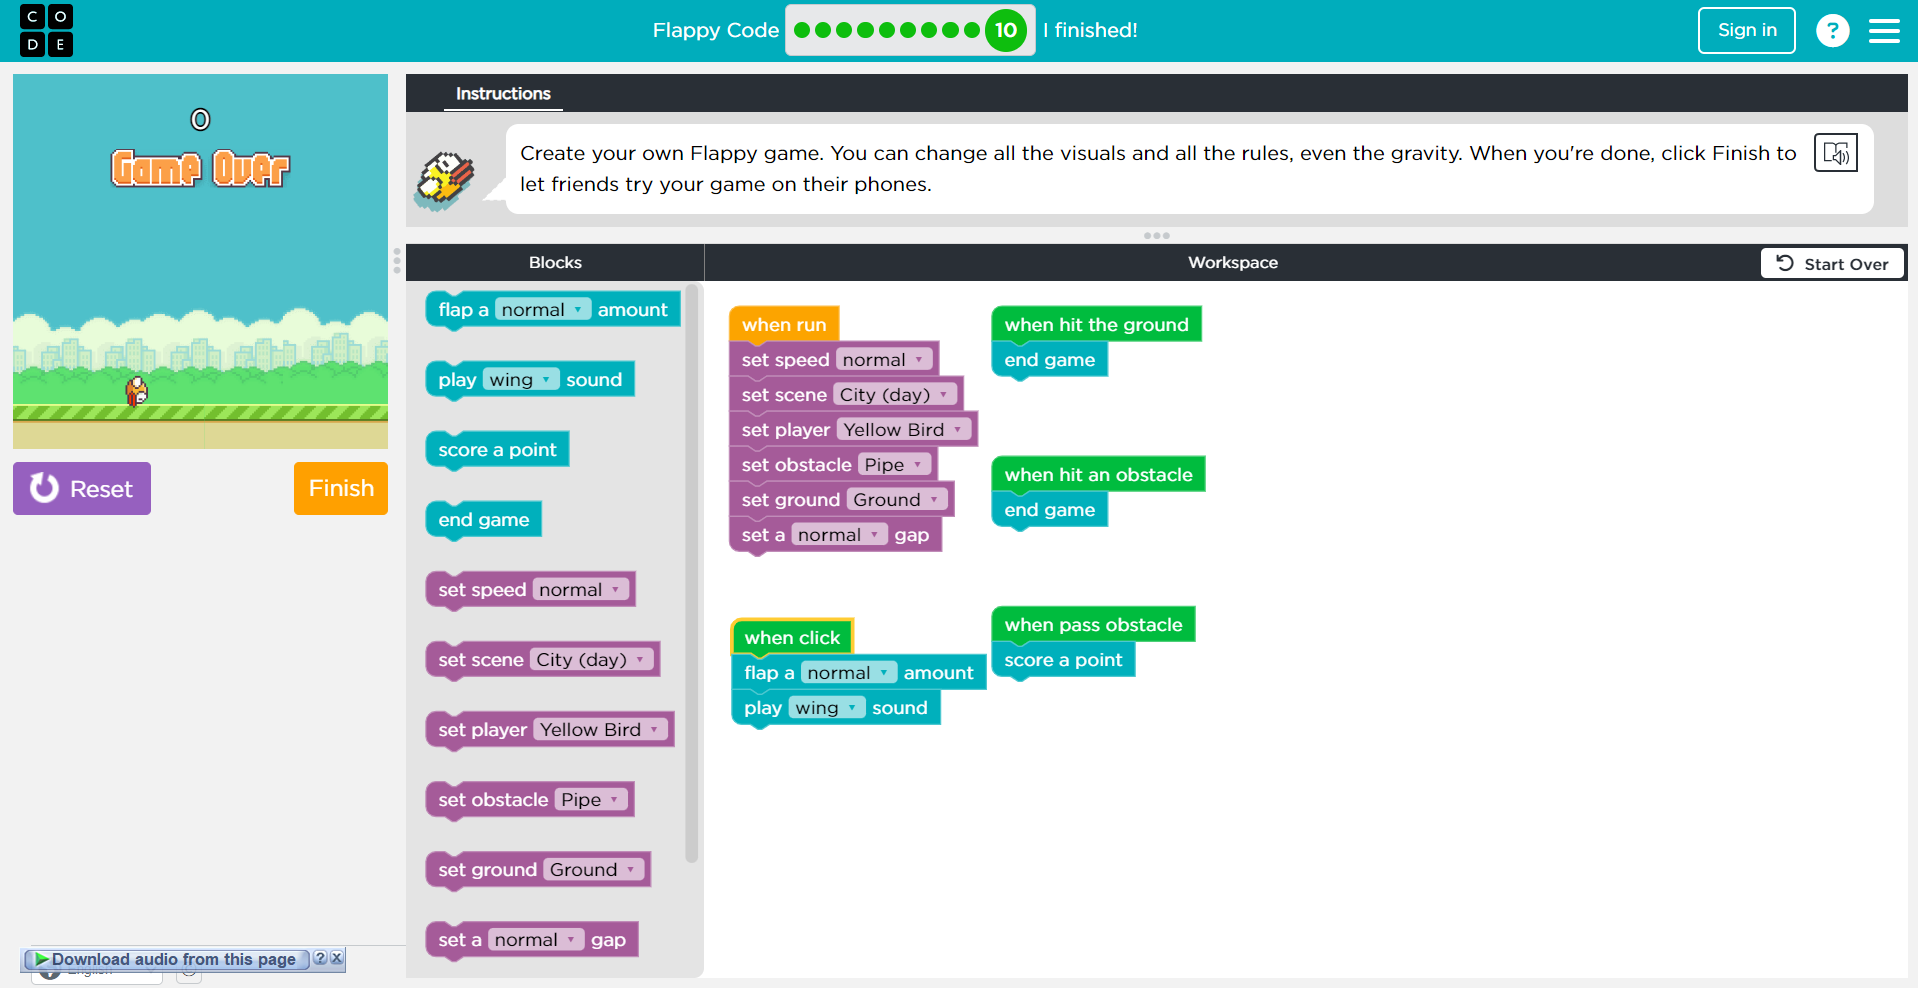 C O
D E
Flappy Code
10
I finished!
Sign in
?
0
Game Over
Reset
Finish
Instructions
Create your own Flappy game. You can change all the visuals and all the rules, even the gravity. When you're done, click Finish to
let friends try your game on their phones.
Blocks
Workspace
Start Over
flap a normal amount
play wing sound
score a point
end game
set speed normal
set scene City (day)
set player Yellow Bird
set obstacle Pipe
set ground Ground
set a normal gap
when run
set speed normal
set scene City (day)
set player Yellow Bird
set obstacle Pipe
set ground Ground
set a normal gap
when click
flap a normal amount
play wing sound
when hit the ground
end game
when hit an obstacle
end game
when pass obstacle
score a point
Download audio from this page
? x
English